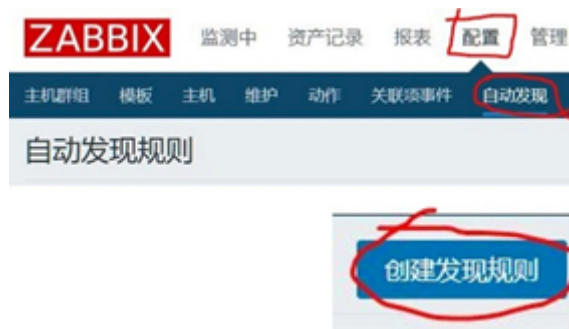 ZABBIX 监测中 资产记录 报表 配置 管理
主机群组 模板 主机 维护 动作 关联项事件 自动发现
自动发现规则
创建发现规则